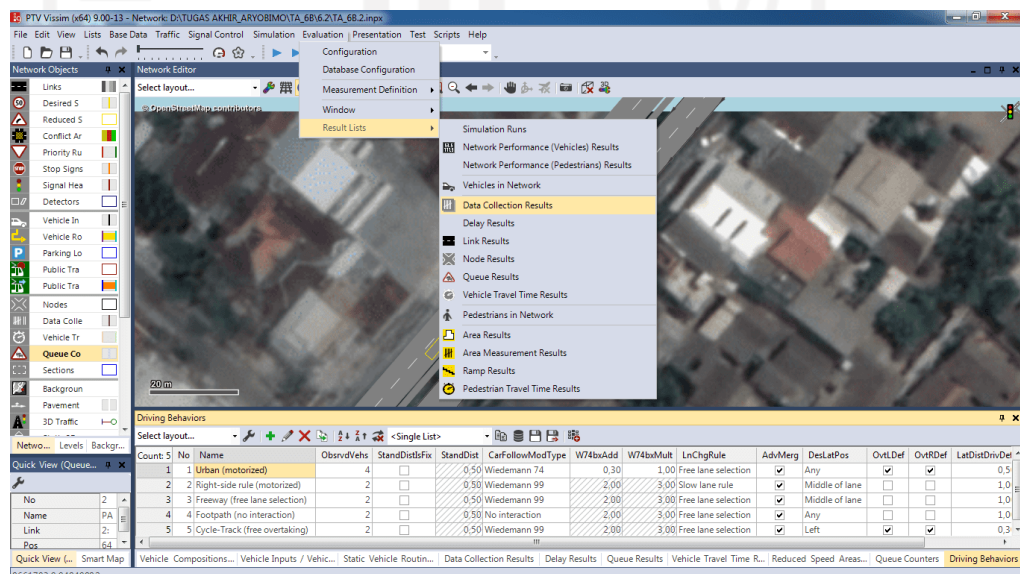 PTV Vissim (x64) 9.00-13 - Network: D:\TUGAS AKHIR_ARYOBIMO\TA_6B\6.2\TA_6B.2.inpx
File Edit View Lists Base Data Traffic Signal Control Simulation Evaluation Presentation Test Scripts Help
Network Objects
Links
Desired S
Reduced S
Conflict Ar
Priority Ru
Stop Signs
Signal Hea
Detectors
Vehicle In
Vehicle Ro
Parking Lo
Public Tra
Public Tra
Nodes
Data Colle
Vehicle Tr
Queue Co
Sections
Backgroun
Pavement
3D Traffic
Netwo... Levels Backgr...
Quick View (Queue...
No 2
Name PA
Link 2:
Pos 64
Quick View (... Smart Map
Network Editor
Select layout...
© OpenStreetMap contributors
20 m
Configuration
Database Configuration
Measurement Definition
Window
Result Lists
Simulation Runs
Network Performance (Vehicles) Results
Network Performance (Pedestrians) Results
Vehicles in Network
Data Collection Results
Delay Results
Link Results
Node Results
Queue Results
Vehicle Travel Time Results
Pedestrians in Network
Area Results
Area Measurement Results
Ramp Results
Pedestrian Travel Time Results
Driving Behaviors
Select layout... <Single List>
Count: 5 No Name ObsrvdVehs StandDistIsFix StandDist CarFollowModType W74bxAdd W74bxMult LnChgRule AdvMerg DesLatPos OvtLDef OvtRDef LatDistDrivDef
1 1 Urban (motorized) 4 0,50 Wiedemann 74 0,30 1,00 Free lane selection Any 0,5
2 2 Right-side rule (motorized) 2 0,50 Wiedemann 99 2,00 3,00 Slow lane rule Middle of lane 1,0
3 3 Freeway (free lane selection) 2 0,50 Wiedemann 99 2,00 3,00 Free lane selection Middle of lane 1,0
4 4 Footpath (no interaction) 2 0,50 No interaction 2,00 3,00 Free lane selection Any 1,0
5 5 Cycle-Track (free overtaking) 2 0,50 Wiedemann 99 2,00 3,00 Free lane selection Left 0,3
Vehicle Compositions... Vehicle Inputs / Vehic... Static Vehicle Routin... Data Collection Results Delay Results Queue Results Vehicle Travel Time R... Reduced Speed Areas... Queue Counters Driving Behaviors